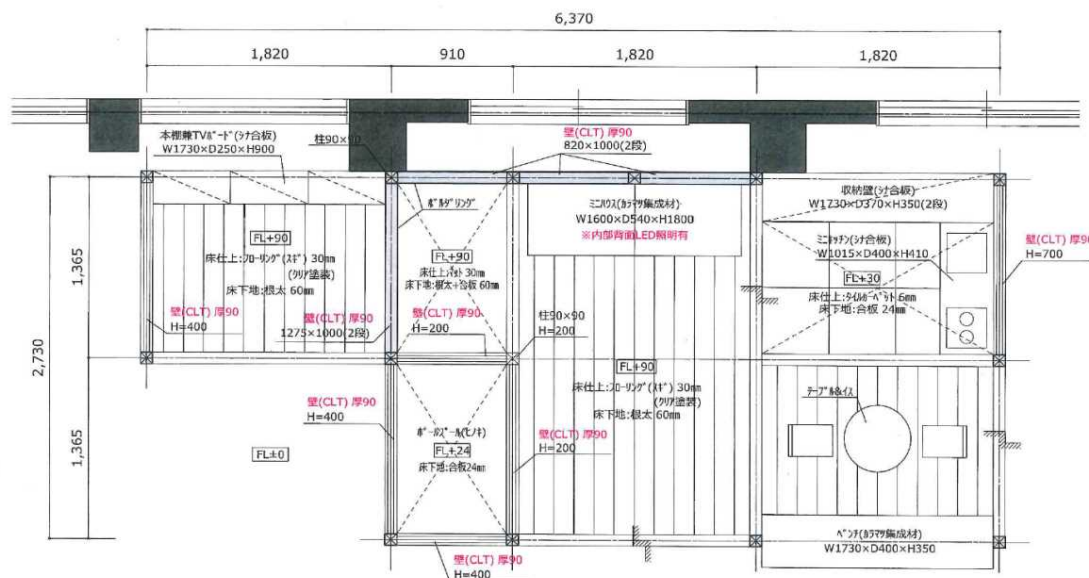 6,370
1,820
910
1,820
1,820
本棚兼TVボード(シナ合板)
W1730×D250×H900
柱90×90
壁(CLT) 厚90
820×1000(2段)
ボルダリング
ミニハウス(カラマツ集成材)
W1600×D540×H1800
※内部背面LED照明有
収納壁(シナ合板)
W1730×D370×H350(2段)
ミニキッチン(シナ合板)
W1015×D400×H410
壁(CLT) 厚90
H=700
FL+90
床仕上:フローリング(スギ) 30mm
(クリア塗装)
床下地:根太 60mm
FL+90
床仕上:マット 30mm
床下地:根太+合板 60mm
FL+30
床仕上:タイルカーペット 6mm
床下地:合板 24mm
壁(CLT) 厚90
H=400
壁(CLT) 厚90
1275×1000(2段)
壁(CLT) 厚90
H=200
柱90×90
H=200
1,365
2,730
1,365
FL+90
床仕上:フローリング(スギ) 30mm
(クリア塗装)
床下地:根太 60mm
テーブル&イス
壁(CLT) 厚90
H=400
ボールプール(ヒノキ)
FL+24
床下地:合板24mm
壁(CLT) 厚90
H=200
FL±0
ベンチ(カラマツ集成材)
W1730×D400×H350
壁(CLT) 厚90
H=400